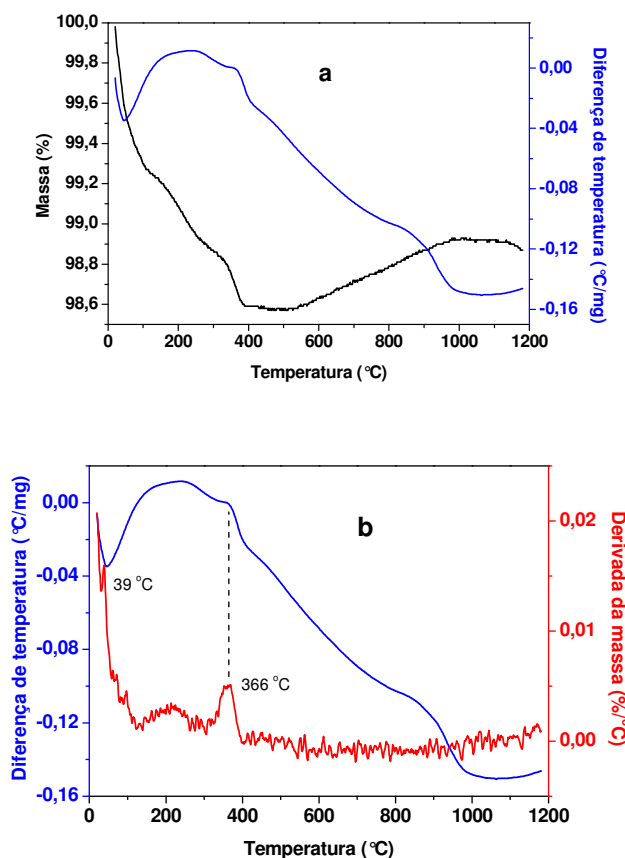 a
100,0
99,8
99,6
99,4
99,2
99,0
98,8
98,6
Massa (%)
0,00
-0,04
-0,08
-0,12
-0,16
Diferença de temperatura (°C/mg)
0 200 400 600 800 1000 1200
Temperatura (°C)
b
0,00
-0,04
-0,08
-0,12
-0,16
Diferença de temperatura (°C/mg)
39 °C
366 °C
0,02
0,01
0,00
Derivada da massa (%/°C)
0 200 400 600 800 1000 1200
Temperatura (°C)